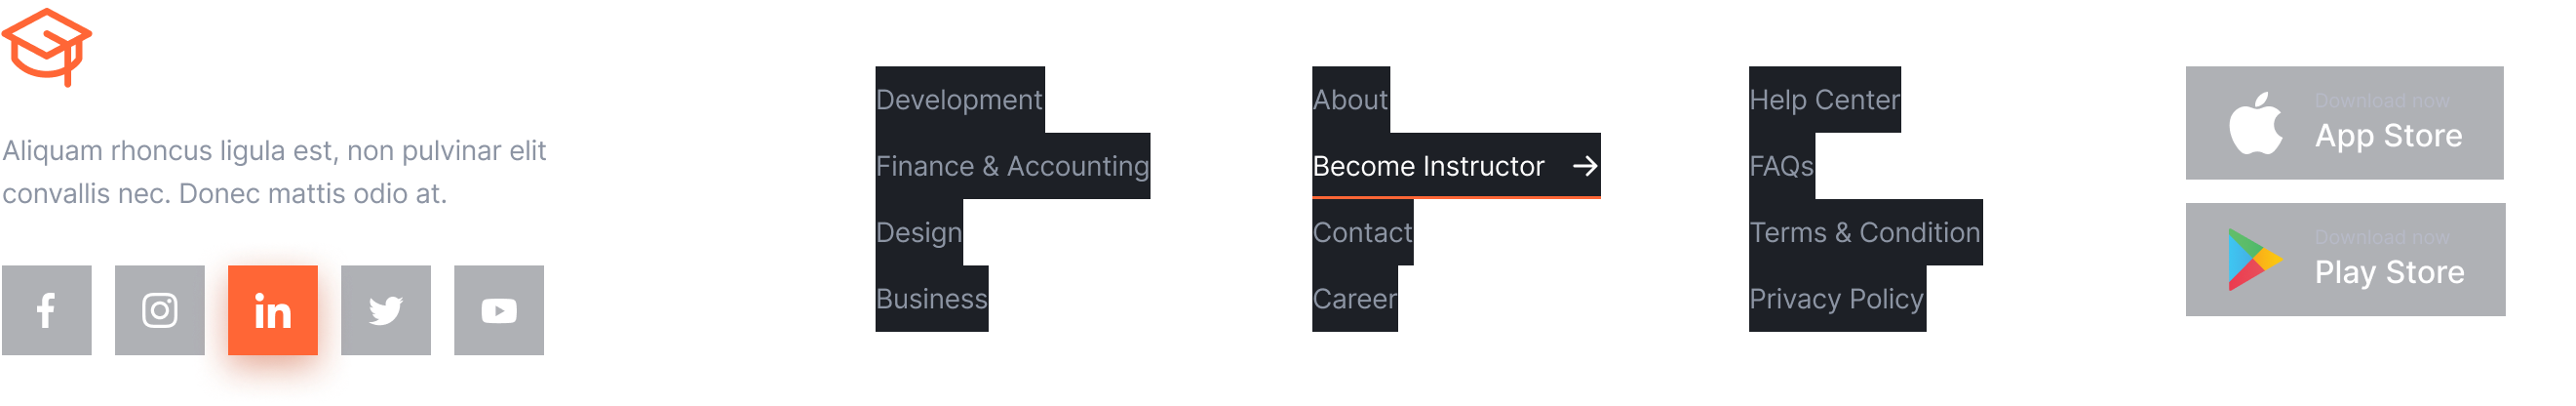 Aliquam rhoncus ligula est, non pulvinar elit
convallis nec. Donec mattis odio at.
Development
Finance & Accounting
Design
Business
About
Become Instructor
Contact
Career
Help Center
FAQs
Terms & Condition
Privacy Policy
Download now
App Store
Download now
Play Store